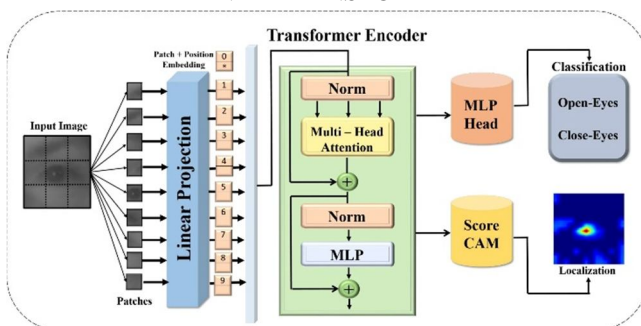 Transformer Encoder
Patch + Position
Embedding
0
*
1
2
3
4
5
6
7
8
9
Input Image
Patches
Linear Projection
Norm
Multi – Head
Attention
+
Norm
MLP
+
MLP
Head
Classification
Open-Eyes
Close-Eyes
Score
CAM
Localization